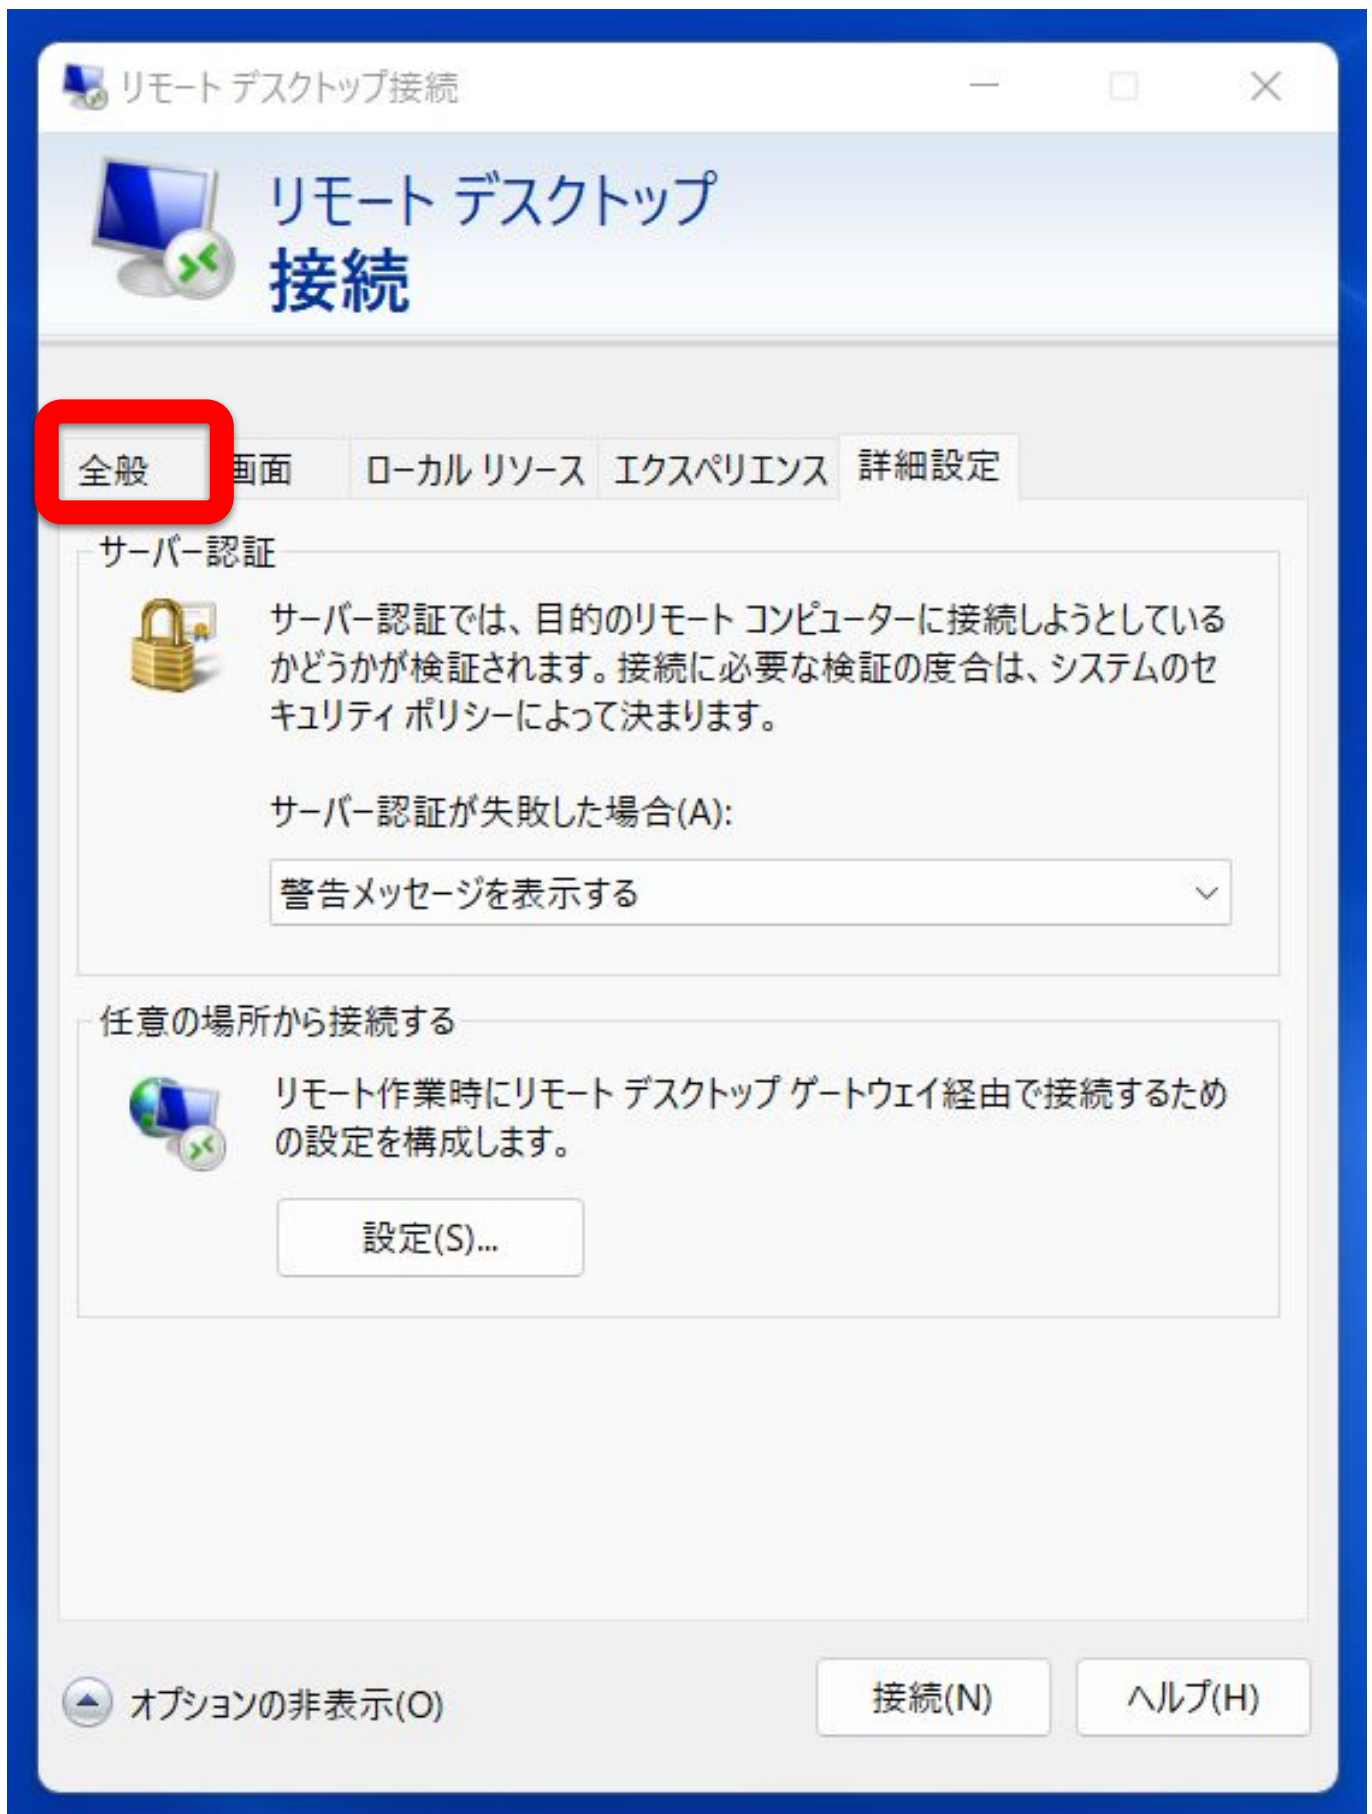 リモート デスクトップ接続
リモート デスクトップ
接続
全般 画面 ローカル リソース エクスペリエンス 詳細設定
サーバー認証
サーバー認証では、目的のリモート コンピューターに接続しようとしている
かどうかが検証されます。接続に必要な検証の度合は、システムのセ
キュリティ ポリシーによって決まります。
サーバー認証が失敗した場合(A):
警告メッセージを表示する
任意の場所から接続する
リモート作業時にリモート デスクトップ ゲートウェイ経由で接続するため
の設定を構成します。
設定(S)...
オプションの非表示(O) 接続(N) ヘルプ(H)